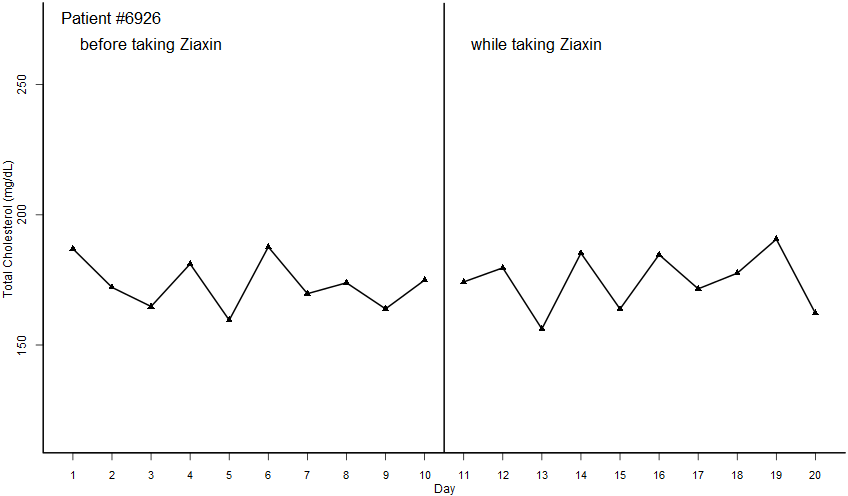 Patient #6926
before taking Ziaxin
while taking Ziaxin
Total Cholesterol (mg/dL)
250
200
150
1 2 3 4 5 6 7 8 9 10 11 12 13 14 15 16 17 18 19 20
Day